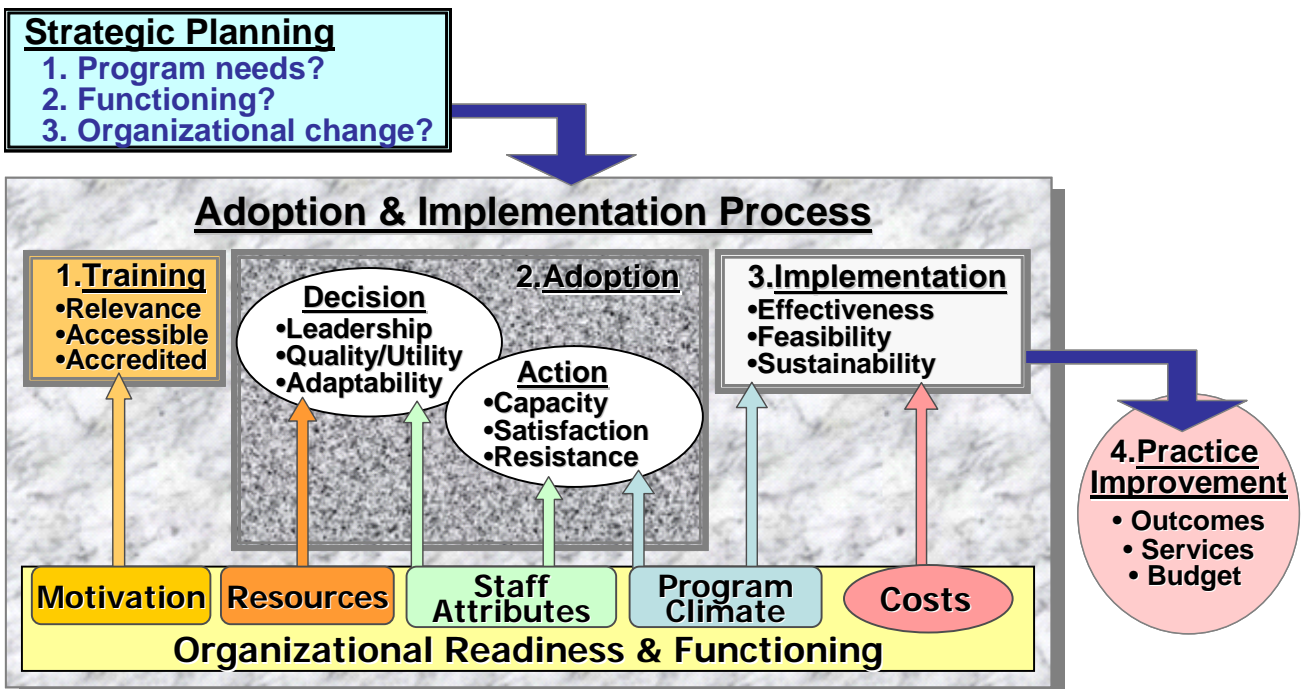 Strategic Planning
1. Program needs?
2. Functioning?
3. Organizational change?
Adoption & Implementation Process
1.Training
•Relevance
•Accessible
•Accredited
2.Adoption
Decision
•Leadership
•Quality/Utility
•Adaptability
Action
•Capacity
•Satisfaction
•Resistance
3.Implementation
•Effectiveness
•Feasibility
•Sustainability
4.Practice
Improvement
• Outcomes
• Services
• Budget
Motivation
Resources
Staff
Attributes
Program
Climate
Costs
Organizational Readiness & Functioning